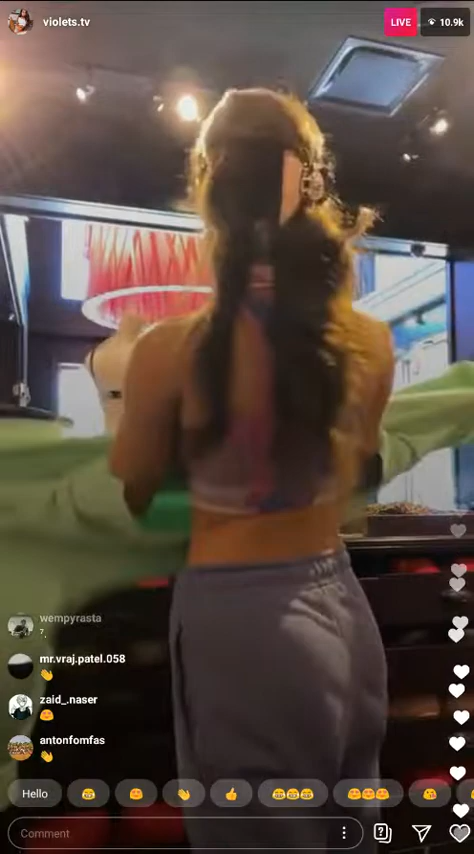 violets.tv
LIVE
10.9k
wempyrasta
mr.vraj.patel.058
zaid_.naser
antonfomfas
Hello
Comment